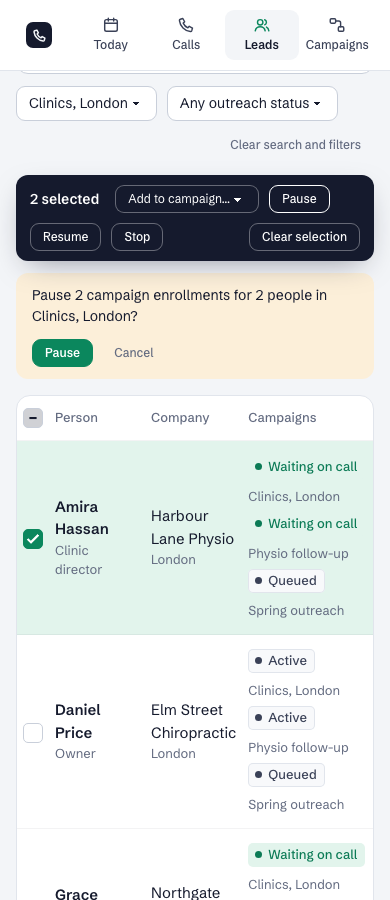 Today
Calls
Leads
Campaigns
Clinics, London
Any outreach status
Clear search and filters
2 selected
Add to campaign...
Pause
Resume
Stop
Clear selection
Pause 2 campaign enrollments for 2 people in
Clinics, London?
Pause
Cancel
Person
Company
Campaigns
Amira
Hassan
Clinic
director
Harbour
Lane Physio
London
Waiting on call
Clinics, London
Waiting on call
Physio follow-up
Queued
Spring outreach
Daniel
Price
Owner
Elm Street
Chiropractic
London
Active
Clinics, London
Active
Physio follow-up
Queued
Spring outreach
Grace
Northgate
Waiting on call
Clinics, London